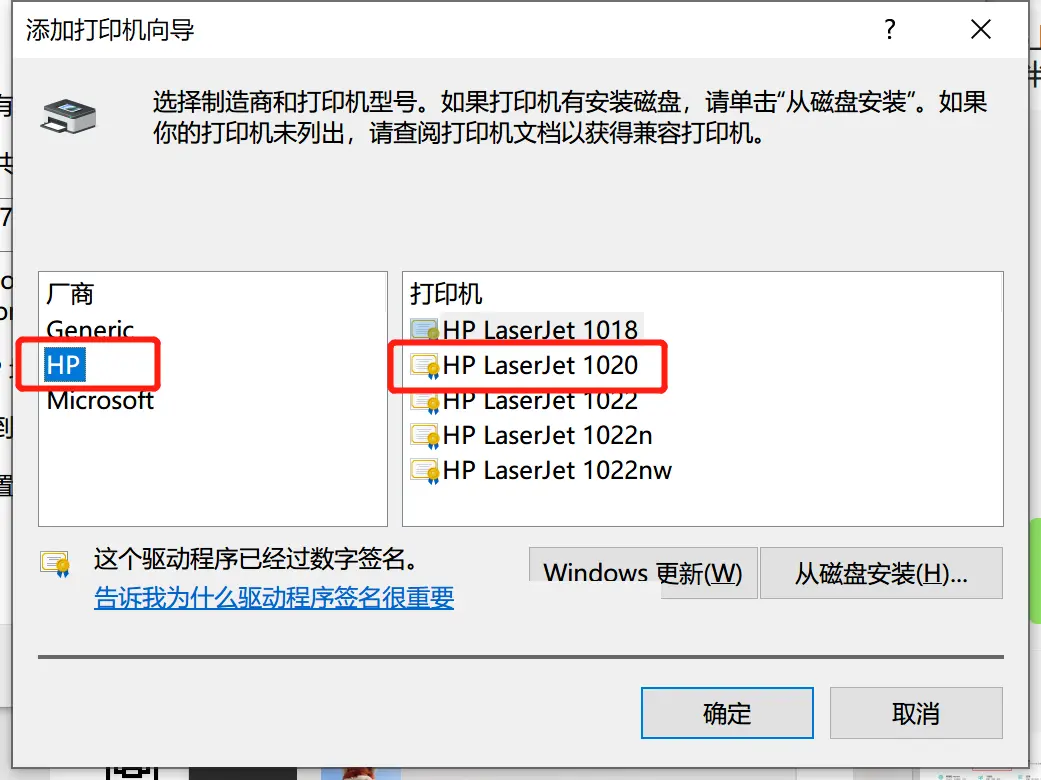 添加打印机向导
?
选择制造商和打印机型号。如果打印机有安装磁盘，请单击“从磁盘安装”。如果
你的打印机未列出，请查阅打印机文档以获得兼容打印机。
厂商
Generic
HP
Microsoft
打印机
HP LaserJet 1018
HP LaserJet 1020
HP LaserJet 1022
HP LaserJet 1022n
HP LaserJet 1022nw
这个驱动程序已经过数字签名。
告诉我为什么驱动程序签名很重要
Windows 更新(W)
从磁盘安装(H)...
确定
取消